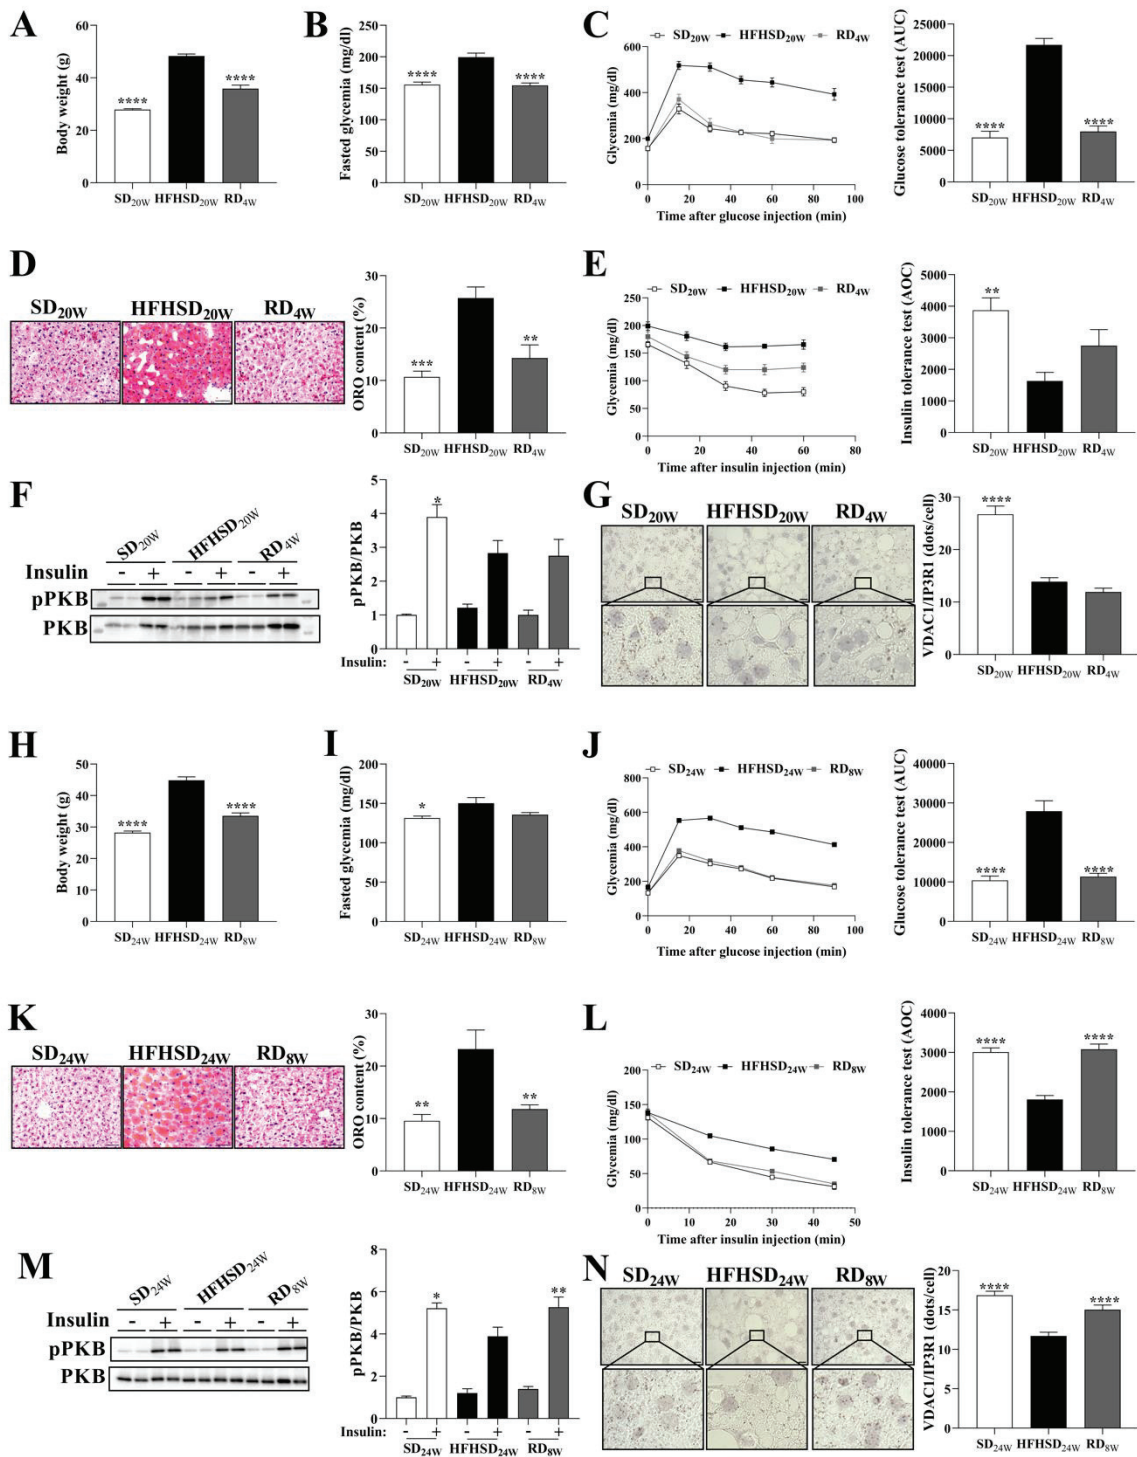 A
Body weight (g)
60
40
20
0
****
****
SD20W HFHSD20W RD4W
B
Fasted glycemia (mg/dl)
250
200
150
100
50
0
****
****
SD20W HFHSD20W RD4W
C
SD20W HFHSD20W RD4W
Glycemia (mg/dl)
600
400
200
0
0 20 40 60 80 100
Time after glucose injection (min)
Glucose tolerance test (AUC)
25000
20000
15000
10000
5000
0
****
****
SD20W HFHSD20W RD4W
D
SD20W HFHSD20W RD4W
ORO content (%)
30
20
10
0
***
**
SD20W HFHSD20W RD4W
E
SD20W HFHSD20W RD4W
Glycemia (mg/dl)
250
200
150
100
50
0
0 20 40 60 80
Time after insulin injection (min)
Insulin tolerance test (AOC)
5000
4000
3000
2000
1000
0
**
SD20W HFHSD20W RD4W
F
SD20W HFHSD20W RD4W
Insulin - + - + - +
pPKB
PKB
pPKB/PKB
5
4
3
2
1
0
*
Insulin: - + - + - +
SD20W HFHSD20W RD4W
G
SD20W HFHSD20W RD4W
VDAC1/IP3R1 (dots/cell)
30
20
10
0
****
SD20W HFHSD20W RD4W
H
Body weight (g)
50
40
30
20
10
0
****
****
SD24W HFHSD24W RD8W
I
Fasted glycemia (mg/dl)
200
150
100
50
0
*
SD24W HFHSD24W RD8W
J
SD24W HFHSD24W RD8W
Glycemia (mg/dl)
800
600
400
200
0
0 20 40 60 80 100
Time after glucose injection (min)
Glucose tolerance test (AUC)
40000
30000
20000
10000
0
****
****
SD24W HFHSD24W RD8W
K
SD24W HFHSD24W RD8W
ORO content (%)
30
20
10
0
**
**
SD24W HFHSD24W RD8W
L
SD24W HFHSD24W RD8W
Glycemia (mg/dl)
200
150
100
50
0
0 10 20 30 40 50
Time after insulin injection (min)
Insulin tolerance test (AOC)
4000
3000
2000
1000
0
****
****
SD24W HFHSD24W RD8W
M
SD24W HFHSD24W RD8W
Insulin - + - + - +
pPKB
PKB
pPKB/PKB
8
6
4
2
0
*
**
Insulin: - + - + - +
SD24W HFHSD24W RD8W
N
SD24W HFHSD24W RD8W
VDAC1/IP3R1 (dots/cell)
20
15
10
5
0
****
****
SD24W HFHSD24W RD8W